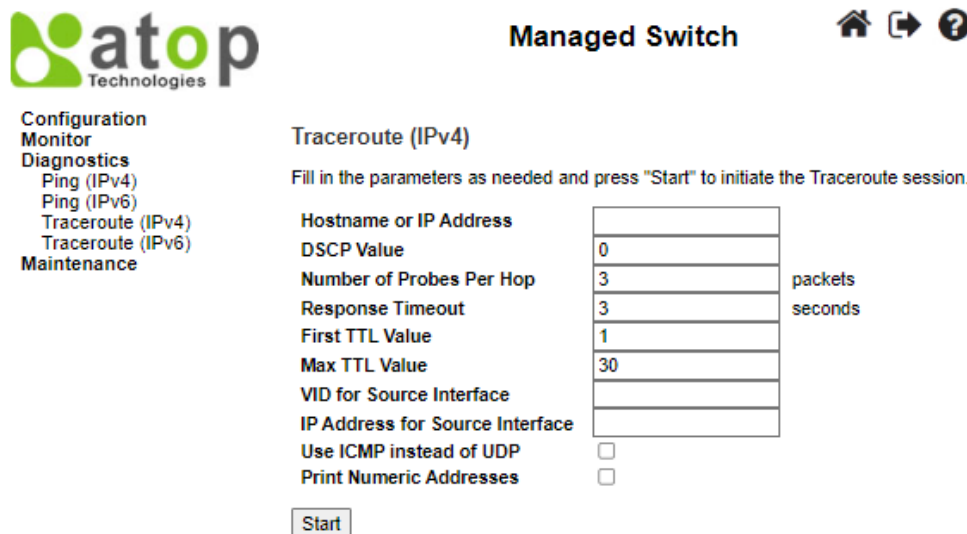 atop
Technologies
Managed Switch
?
Configuration
Monitor
Diagnostics
Ping (IPv4)
Ping (IPv6)
Traceroute (IPv4)
Traceroute (IPv6)
Maintenance
Traceroute (IPv4)
Fill in the parameters as needed and press "Start" to initiate the Traceroute session.
Hostname or IP Address
DSCP Value 0
Number of Probes Per Hop 3 packets
Response Timeout 3 seconds
First TTL Value 1
Max TTL Value 30
VID for Source Interface
IP Address for Source Interface
Use ICMP instead of UDP
Print Numeric Addresses
Start